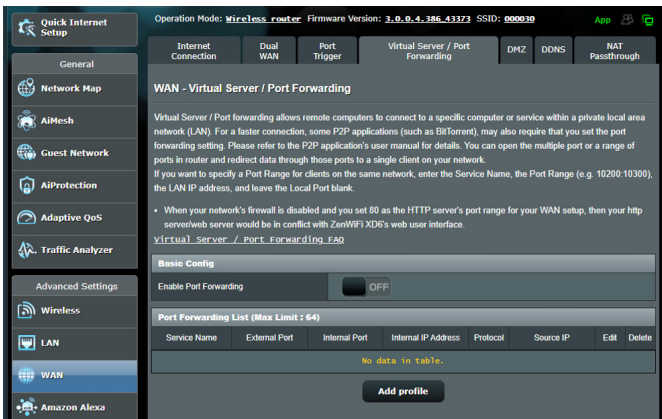 Quick Internet
Setup
Operation Mode: Wireless router Firmware Version: 3.0.0.4.386_43373 SSID: 000030
App
General
Network Map
AiMesh
Guest Network
AiProtection
Adaptive QoS
Traffic Analyzer
Advanced Settings
Wireless
LAN
WAN
Amazon Alexa
Internet
Connection
Dual
WAN
Port
Trigger
Virtual Server / Port
Forwarding
DMZ
DDNS
NAT
Passthrough
WAN - Virtual Server / Port Forwarding
Virtual Server / Port forwarding allows remote computers to connect to a specific computer or service within a private local area
network (LAN). For a faster connection, some P2P applications (such as BitTorrent), may also require that you set the port
forwarding setting. Please refer to the P2P application's user manual for details. You can open the multiple port or a range of
ports in router and redirect data through those ports to a single client on your network.
If you want to specify a Port Range for clients on the same network, enter the Service Name, the Port Range (e.g. 10200:10300),
the LAN IP address, and leave the Local Port blank.
• When your network's firewall is disabled and you set 80 as the HTTP server's port range for your WAN setup, then your http
server/web server would be in conflict with ZenWiFi XD6's web user interface.
Virtual Server / Port Forwarding FAQ
Basic Config
Enable Port Forwarding
OFF
Port Forwarding List (Max Limit : 64)
Service Name External Port Internal Port Internal IP Address Protocol Source IP Edit Delete
No data in table.
Add profile